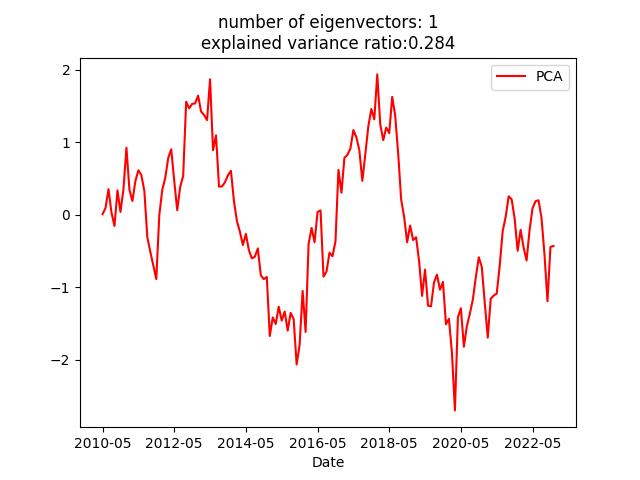 number of eigenvectors: 1
explained variance ratio:0.284
PCA
2
1
0
−1
−2
2010-05 2012-05 2014-05 2016-05 2018-05 2020-05 2022-05
Date